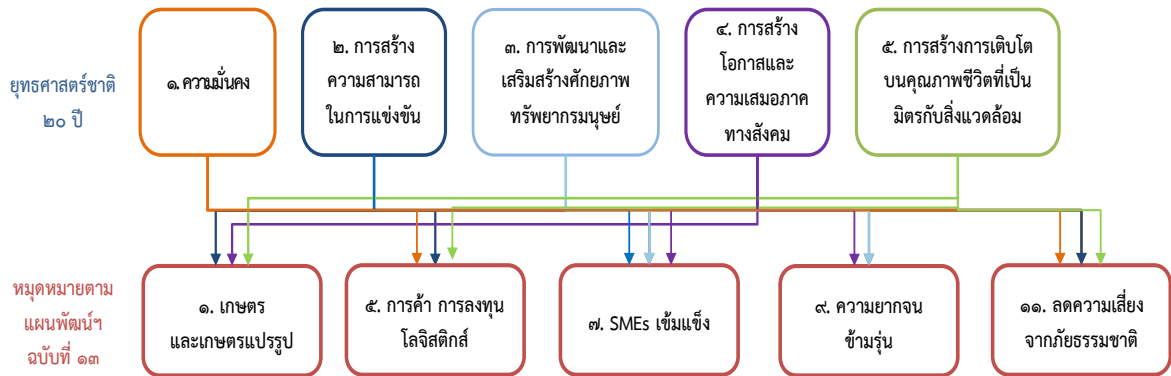 ยุทธศาสตร์ชาติ
๒๐ ปี
๑. ความมั่นคง
๒. การสร้าง
ความสามารถ
ในการแข่งขัน
๓. การพัฒนาและ
เสริมสร้างศักยภาพ
ทรัพยากรมนุษย์
๔. การสร้าง
โอกาสและ
ความเสมอภาค
ทางสังคม
๕. การสร้างการเติบโต
บนคุณภาพชีวิตที่เป็น
มิตรกับสิ่งแวดล้อม
หมุดหมายตาม
แผนพัฒน์ฯ
ฉบับที่ ๑๓
๑. เกษตร
และเกษตรแปรรูป
๕. การค้า การลงทุน
โลจิสติกส์
๗. SMEs เข้มแข็ง
๙. ความยากจน
ข้ามรุ่น
๑๑. ลดความเสี่ยง
จากภัยธรรมชาติ